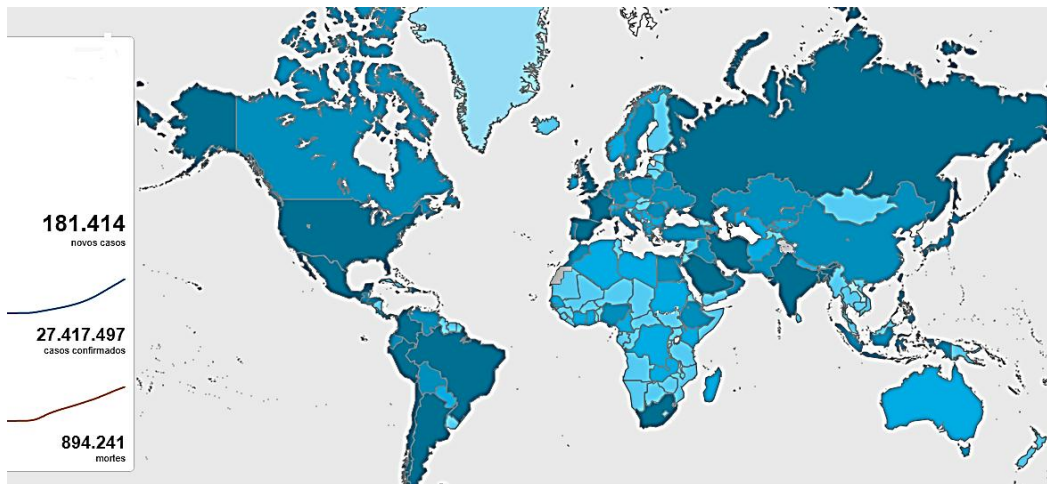 181.414
novos casos
27.417.497
casos confirmados
894.241
mortes